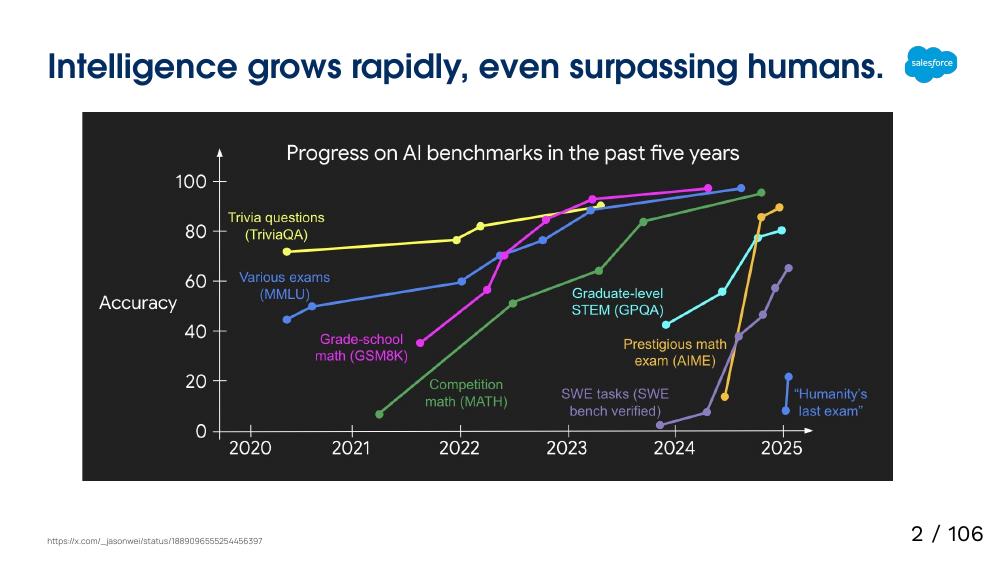 Intelligence grows rapidly, even surpassing humans.
salesforce
Progress on AI benchmarks in the past five years
100
80
60
40
20
0
Accuracy
Trivia questions
(TriviaQA)
Various exams
(MMLU)
Grade-school
math (GSM8K)
Competition
math (MATH)
Graduate-level
STEM (GPQA)
Prestigious math
exam (AIME)
SWE tasks (SWE
bench verified)
"Humanity's
last exam"
2020
2021
2022
2023
2024
2025
https://x.com/_jasonwei/status/1889096555254456397
2 / 106